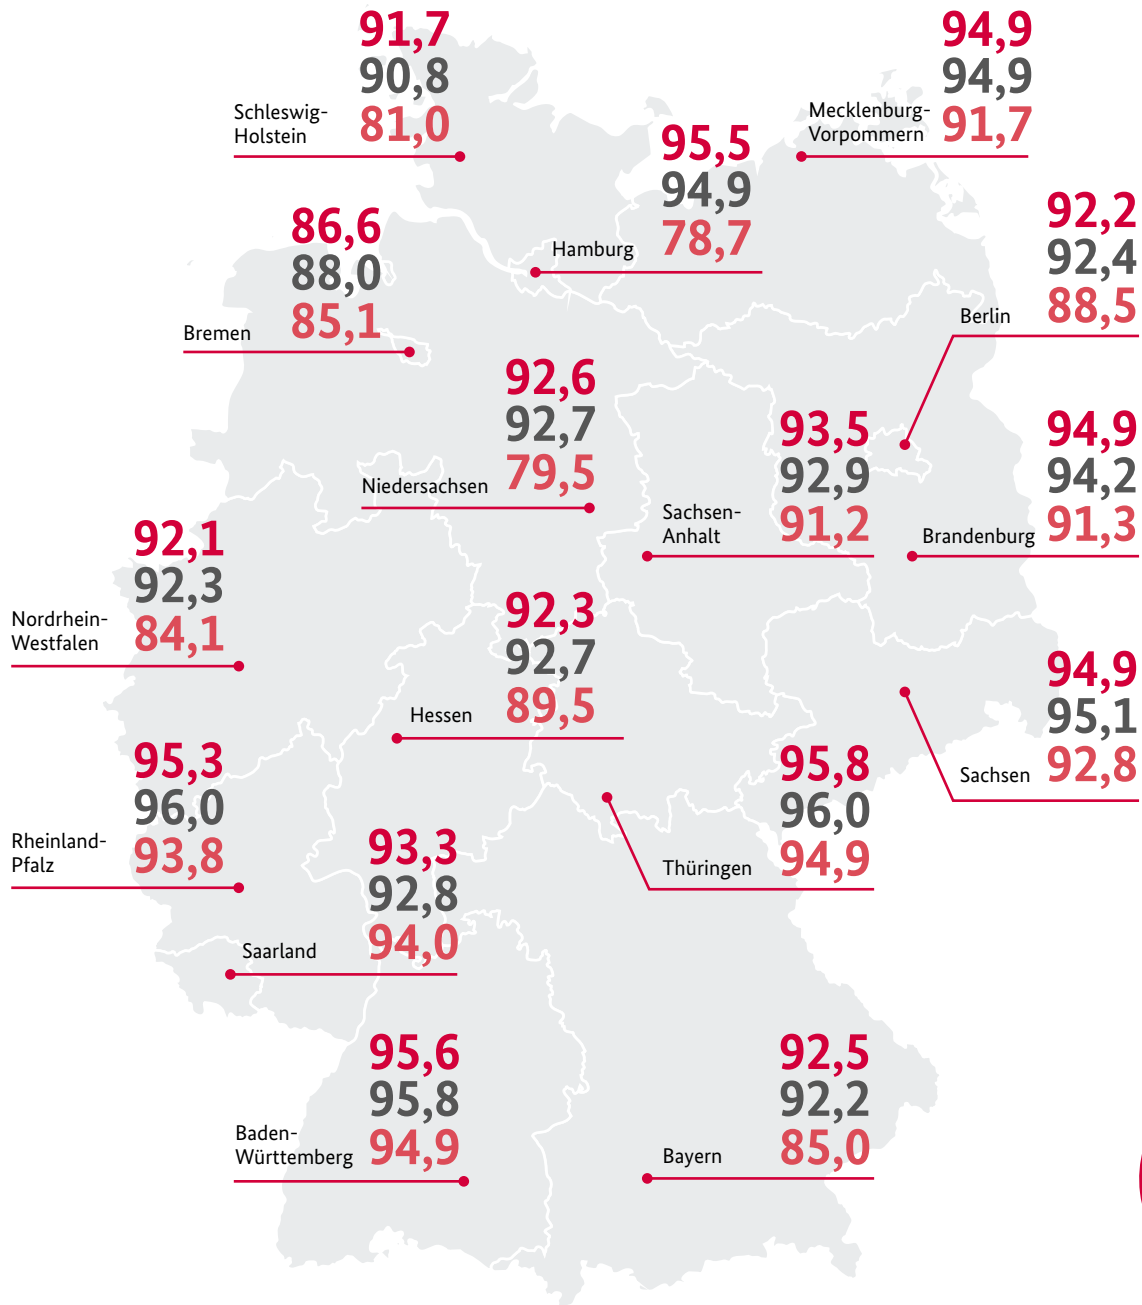 91,7
90,8
81,0
Schleswig-
Holstein
94,9
94,9
91,7
Mecklenburg-
Vorpommern
95,5
94,9
78,7
Hamburg
86,6
88,0
85,1
Bremen
92,2
92,4
88,5
Berlin
92,6
92,7
79,5
Niedersachsen
93,5
92,9
91,2
Sachsen-
Anhalt
94,9
94,2
91,3
Brandenburg
92,1
92,3
84,1
Nordrhein-
Westfalen
92,3
92,7
89,5
Hessen
94,9
95,1
92,8
Sachsen
95,3
96,0
93,8
Rheinland-
Pfalz
95,8
96,0
94,9
Thüringen
93,3
92,8
94,0
Saarland
95,6
95,8
94,9
Baden-
Württemberg
92,5
92,2
85,0
Bayern